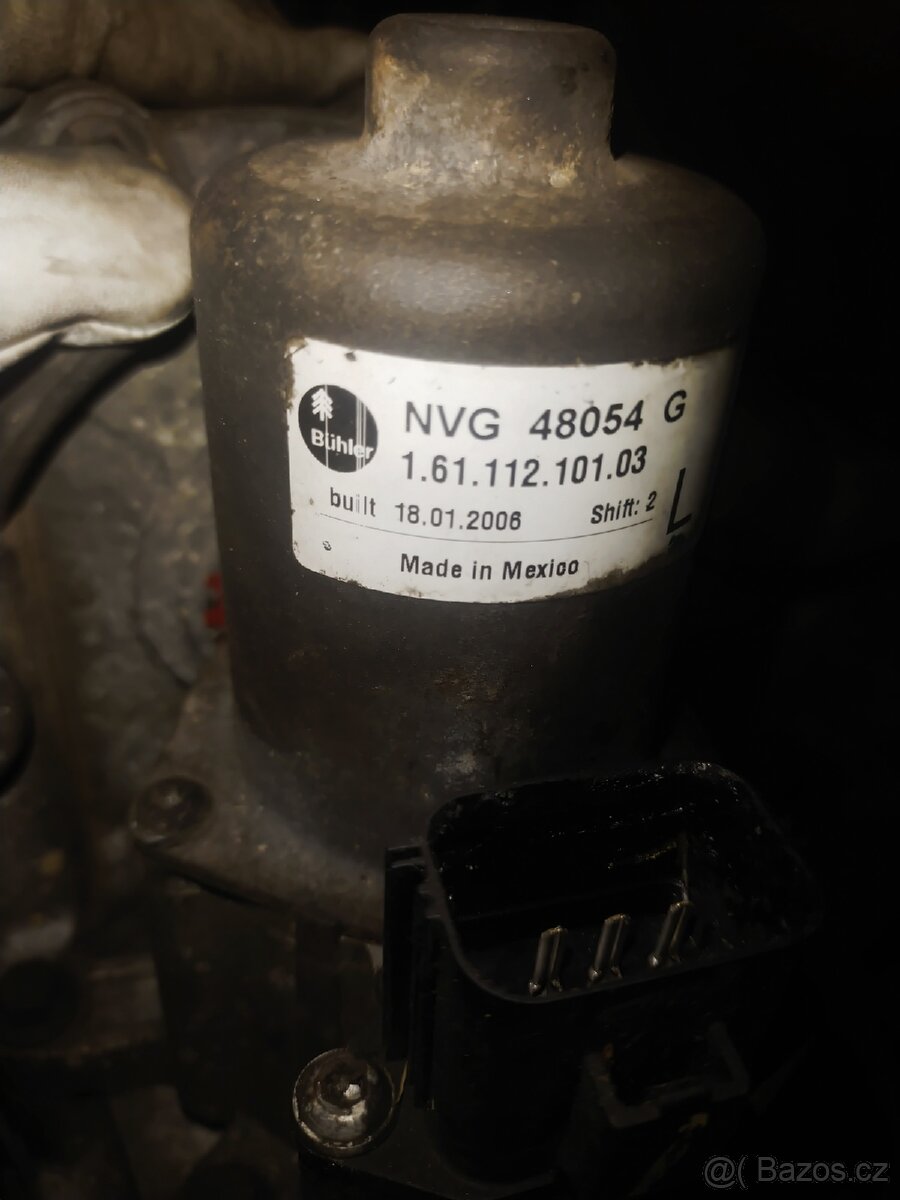 Bühler
NVG 48054 G
1.61.112.101.03
built 18.01.2006 Shift: 2 L
Made in Mexico
@( Bazos.cz